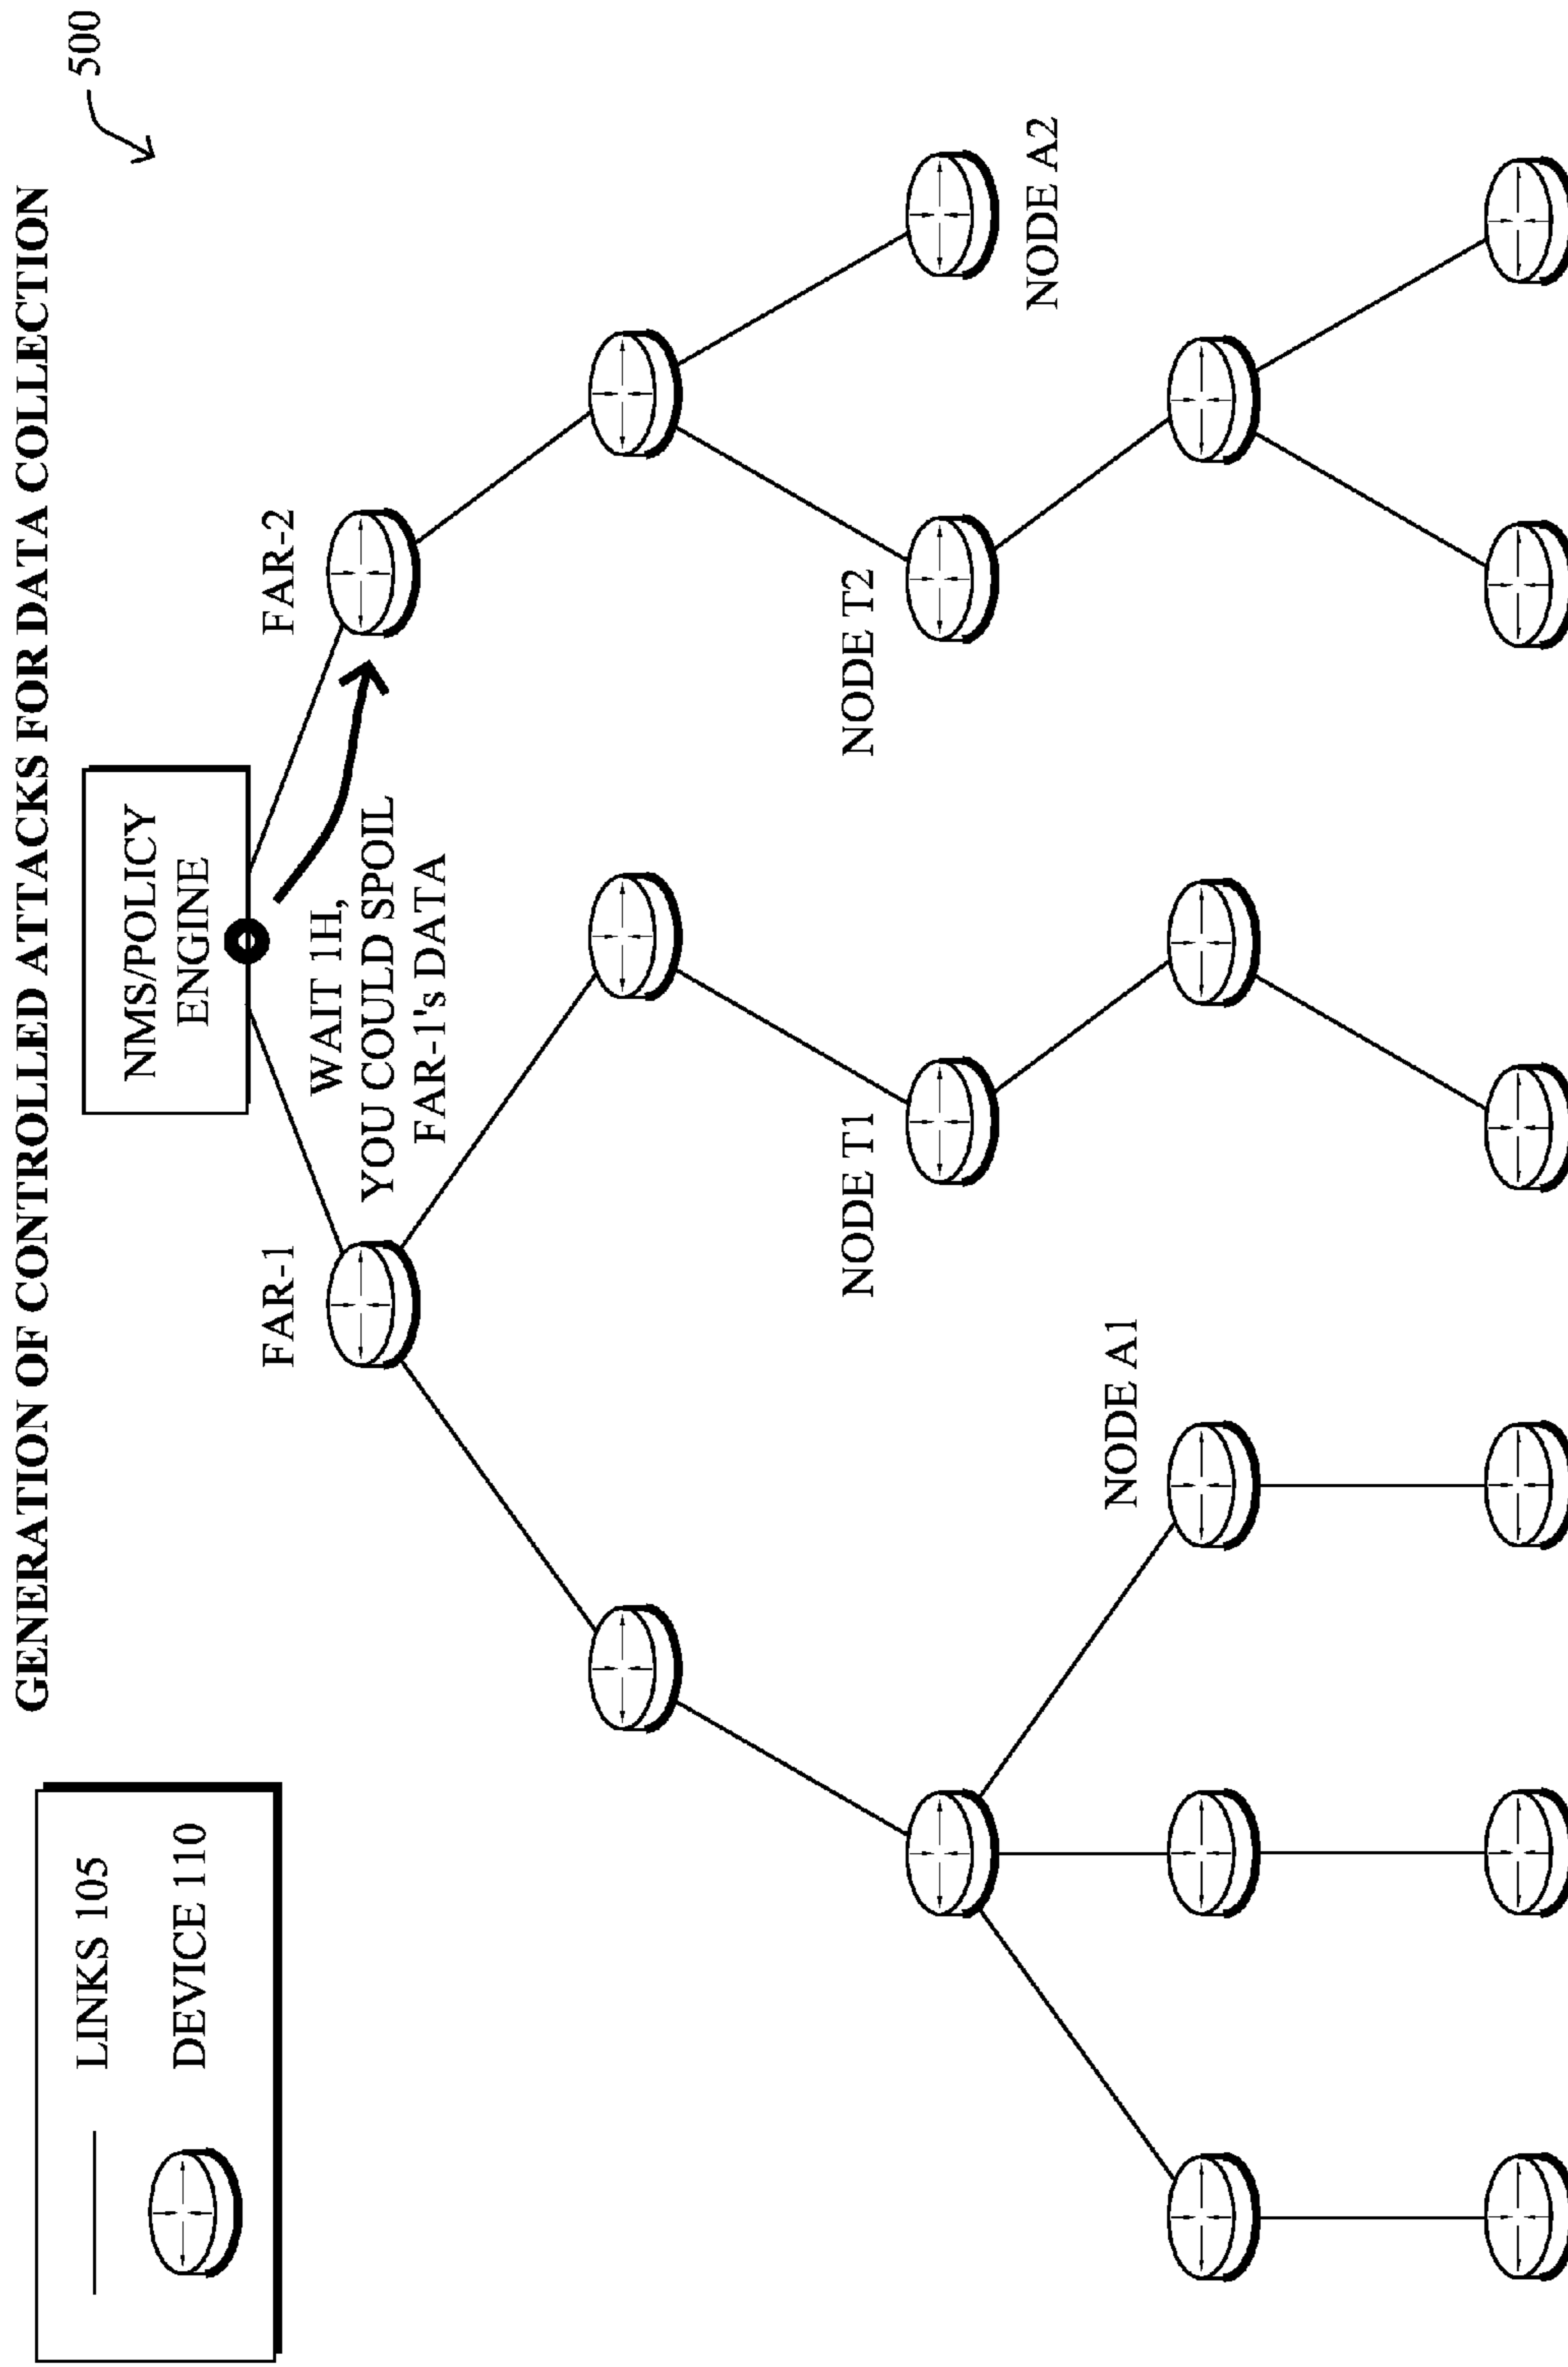 GENERATION OF CONTROLLED ATTACKS FOR DATA COLLECTION
500
LINKS 105
DEVICE 110
NMS/POLICY
ENGINE
FAR-1
FAR-2
WAIT 1H,
YOU COULD SPOIL
FAR-1's DATA
NODE T1
NODE T2
NODE A2
NODE A1